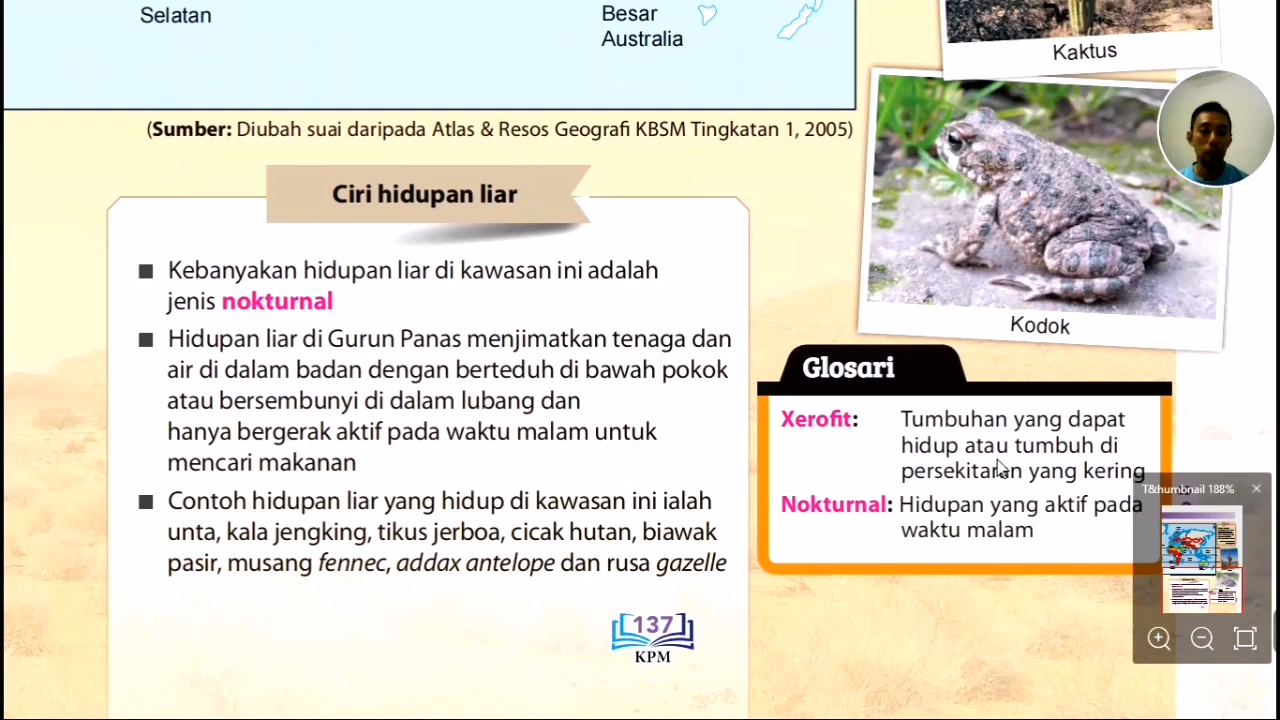 Selatan
Besar
Australia
Kaktus
(Sumber: Diubah suai daripada Atlas & Resos Geografi KBSM Tingkatan 1, 2005)
Ciri hidupan liar
Kebanyakan hidupan liar di kawasan ini adalah
jenis nokturnal
Hidupan liar di Gurun Panas menjimatkan tenaga dan
air di dalam badan dengan berteduh di bawah pokok
atau bersembunyi di dalam lubang dan
hanya bergerak aktif pada waktu malam untuk
mencari makanan
Contoh hidupan liar yang hidup di kawasan ini ialah
unta, kala jengking, tikus jerboa, cicak hutan, biawak
pasir, musang fennec, addax antelope dan rusa gazelle
137
KPM
Kodok
Glosari
Xerofit: Tumbuhan yang dapat
hidup atau tumbuh di
persekitaran yang kering
Nokturnal: Hidupan yang aktif pada
waktu malam
T&humbnail 188%